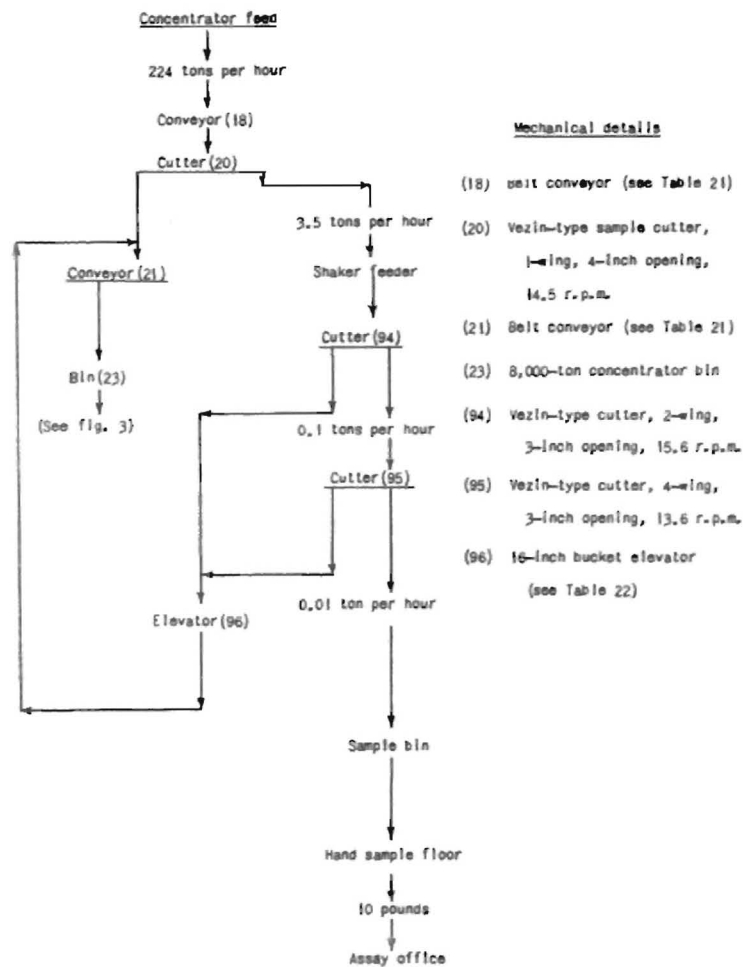 Concentrator feed
224 tons per hour
Conveyor (18)
Cutter (20)
3.5 tons per hour
Conveyor (21)
Shaker feeder
Cutter (94)
Bin (23)
(See fig. 3)
0.1 tons per hour
Cutter (95)
0.01 ton per hour
Elevator (96)
Sample bin
Hand sample floor
10 pounds
Assay office
Mechanical details
(18) Belt conveyor (see Table 21)
(20) Vezin-type sample cutter,
1-wing, 4-inch opening,
14.5 r.p.m.
(21) Belt conveyor (see Table 21)
(23) 8,000-ton concentrator bin
(94) Vezin-type cutter, 2-wing,
3-inch opening, 15.6 r.p.m.
(95) Vezin-type cutter, 4-wing,
3-inch opening, 13.6 r.p.m.
(96) 16-inch bucket elevator
(see Table 22)